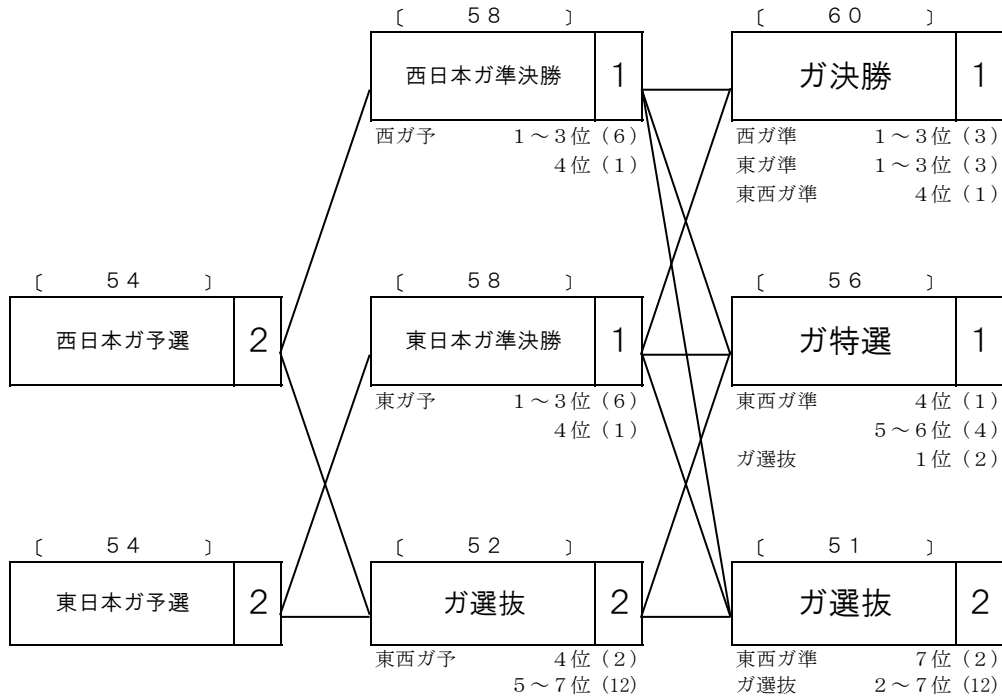 〔　５８　〕　〔　６０　〕
西日本ガ準決勝　１　ガ決勝　１
西ガ予　１～３位（６）　西ガ準　１～３位（３）
４位（１）　東ガ準　１～３位（３）
東西ガ準　４位（１）
〔　５４　〕　〔　５８　〕　〔　５６　〕
西日本ガ予選　２　東日本ガ準決勝　１　ガ特選　１
東ガ予　１～３位（６）　東西ガ準　４位（１）
４位（１）　５～６位（４）
ガ選抜　１位（２）
〔　５４　〕　〔　５２　〕　〔　５１　〕
東日本ガ予選　２　ガ選抜　２　ガ選抜　２
東西ガ予　４位（２）　東西ガ準　７位（２）
５～７位（12）　ガ選抜　２～７位（12）